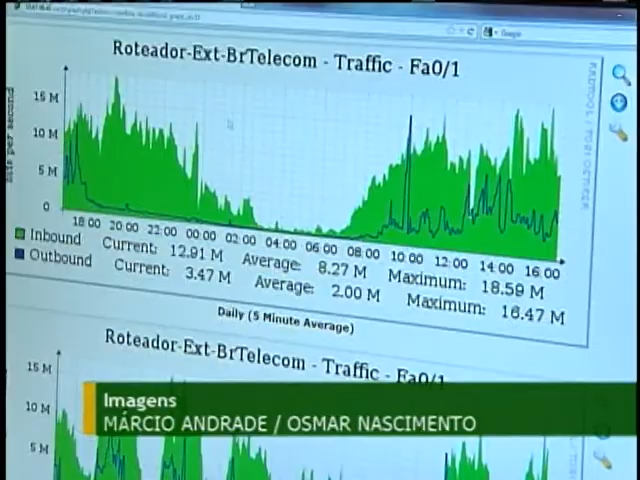 Google
Roteador-Ext-BrTelecom - Traffic - Fa0/1
15 M
10 M
5 M
0
18:00 20:00 22:00 00:00 02:00 04:00 06:00 08:00 10:00 12:00 14:00 16:00
Inbound Current: 12.91 M Average: 8.27 M Maximum: 18.59 M
Outbound Current: 3.47 M Average: 2.00 M Maximum: 16.47 M
Daily (5 Minute Average)
Roteador-Ext-BrTelecom - Traffic - Fa0/1
15 M
10 M
5 M
Imagens
MÁRCIO ANDRADE / OSMAR NASCIMENTO